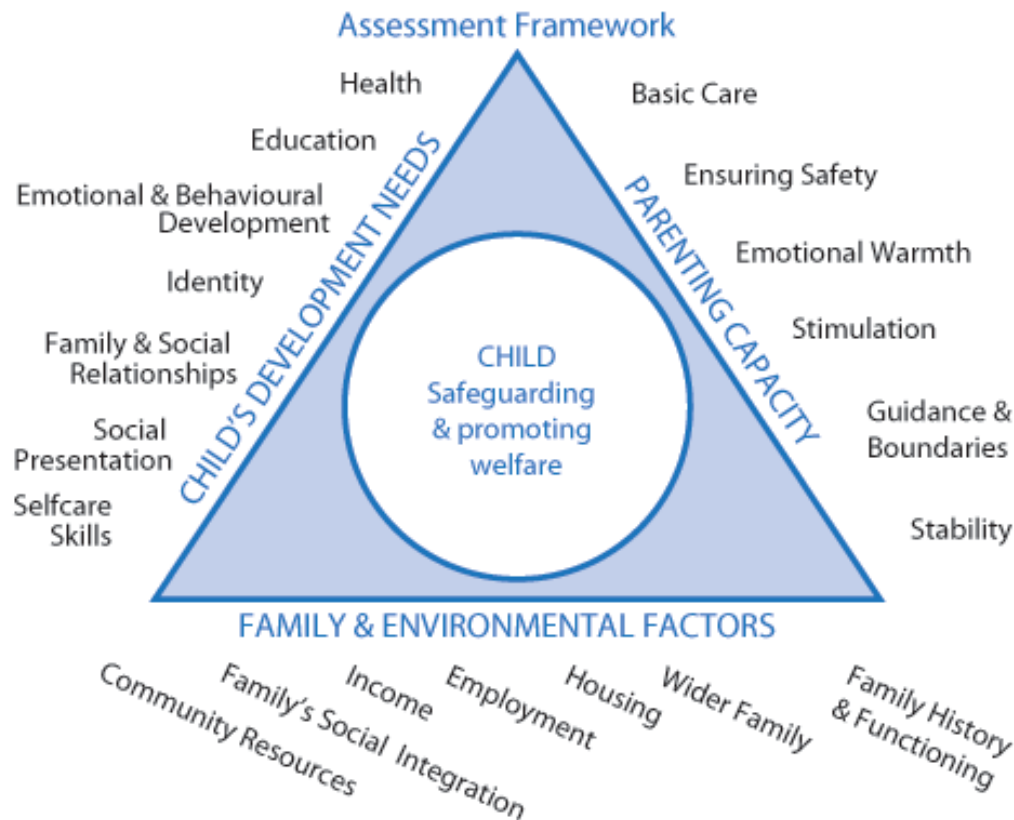 Assessment Framework
Health
Education
Emotional & Behavioural
Development
Identity
Family & Social
Relationships
Social
Presentation
Selfcare
Skills
CHILD'S DEVELOPMENT NEEDS
CHILD
Safeguarding
& promoting
welfare
PARENTING CAPACITY
Basic Care
Ensuring Safety
Emotional Warmth
Stimulation
Guidance &
Boundaries
Stability
FAMILY & ENVIRONMENTAL FACTORS
Community Resources
Family's Social Integration
Income
Employment
Housing
Wider Family
Family History
& Functioning